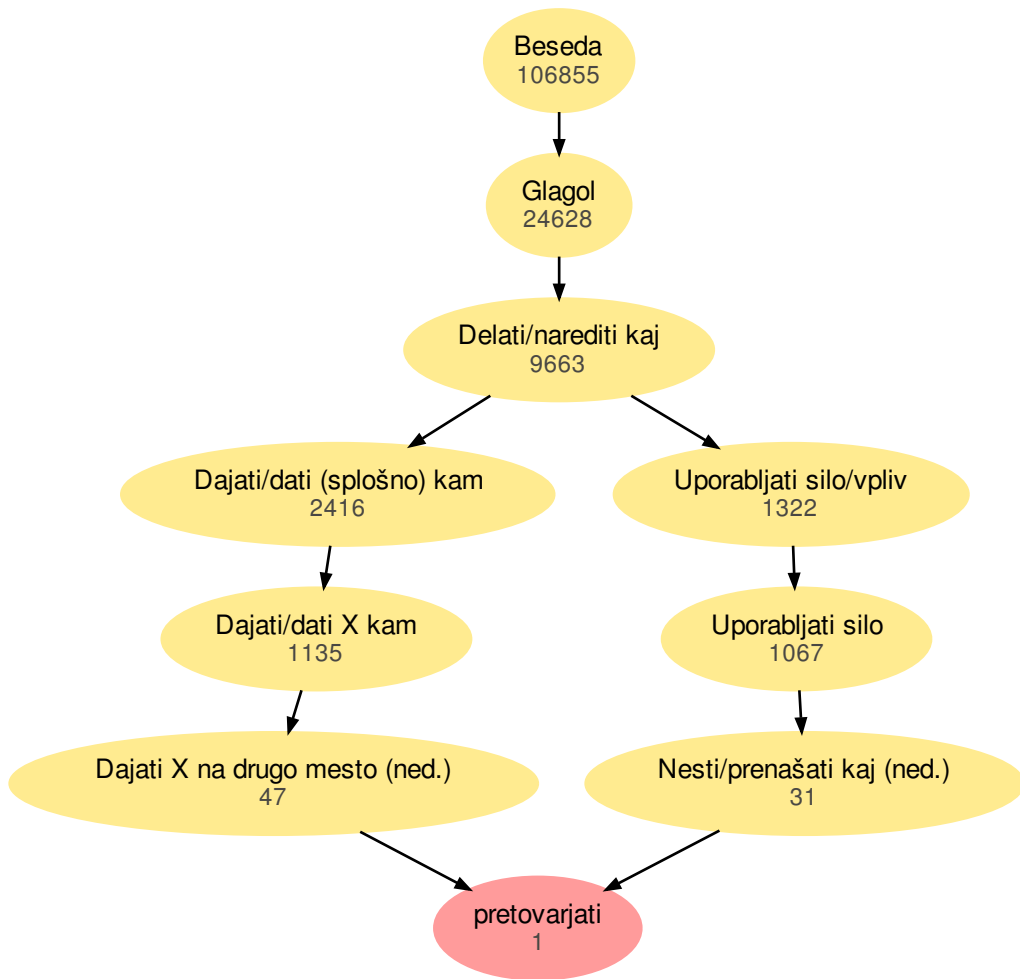 Beseda
106855
Glagol
24628
Delati/narediti kaj
9663
Dajati/dati (splošno) kam
2416
Uporabljati silo/vpliv
1322
Dajati/dati X kam
1135
Uporabljati silo
1067
Dajati X na drugo mesto (ned.)
47
Nesti/prenašati kaj (ned.)
31
pretovarjati
1